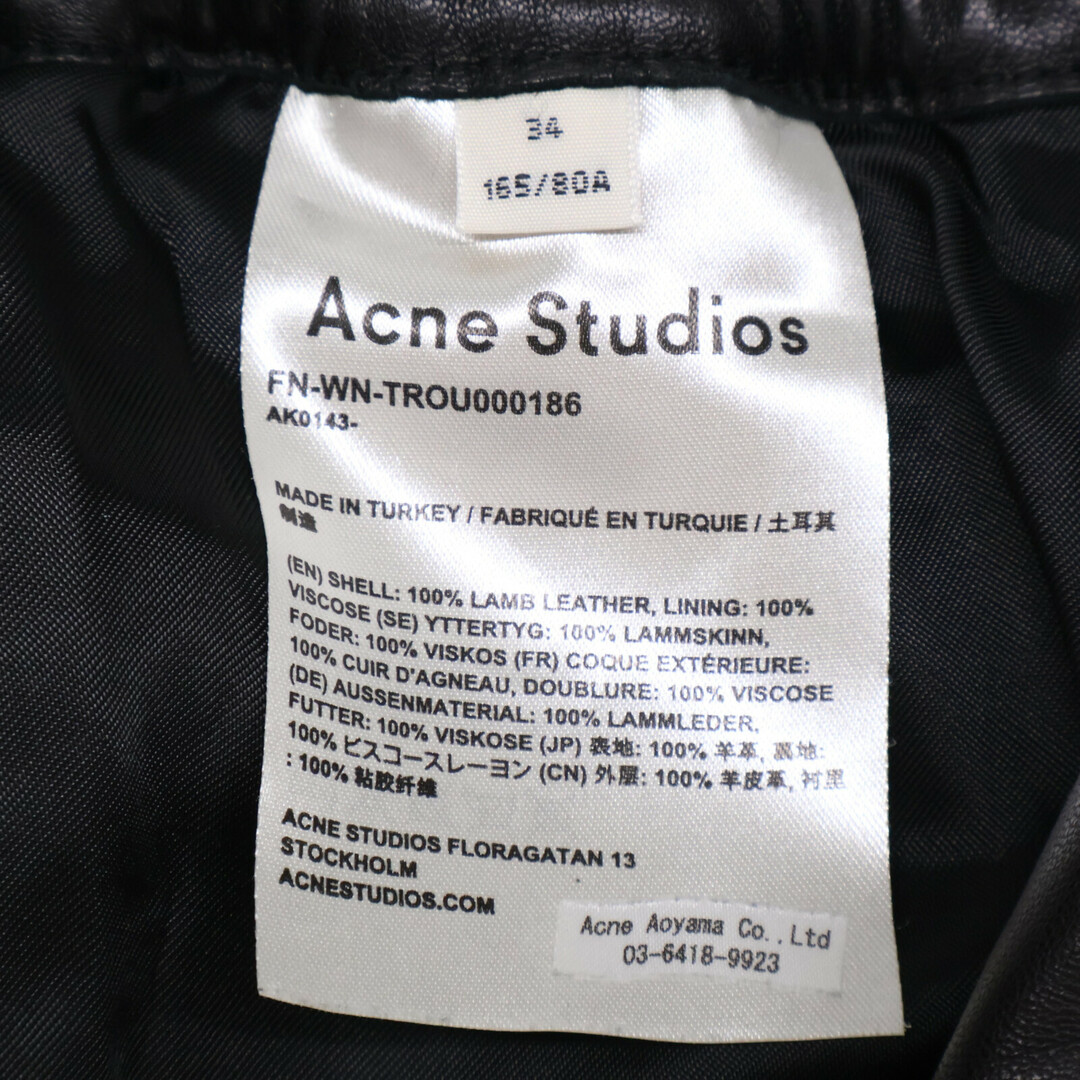 34
165/80A
Acne Studios
FN-WN-TROU000186
AK0143-
MADE IN TURKEY / FABRIQUÉ EN TURQUIE / 土耳其
制造
(EN) SHELL: 100% LAMB LEATHER, LINING: 100%
VISCOSE (SE) YTTERTYG: 100% LAMMSKINN,
FODER: 100% VISKOS (FR) COQUE EXTÉRIEURE:
100% CUIR D'AGNEAU, DOUBLURE: 100% VISCOSE
(DE) AUSSENMATERIAL: 100% LAMMLEDER,
FUTTER: 100% VISKOSE (JP) 表地: 100% 羊革, 裏地:
100% ビスコースレーヨン (CN) 外层: 100% 羊皮革, 衬里
: 100% 粘胶纤维
ACNE STUDIOS FLORAGATAN 13
STOCKHOLM
ACNESTUDIOS.COM
Acne Aoyama Co.,Ltd
03-6418-9923